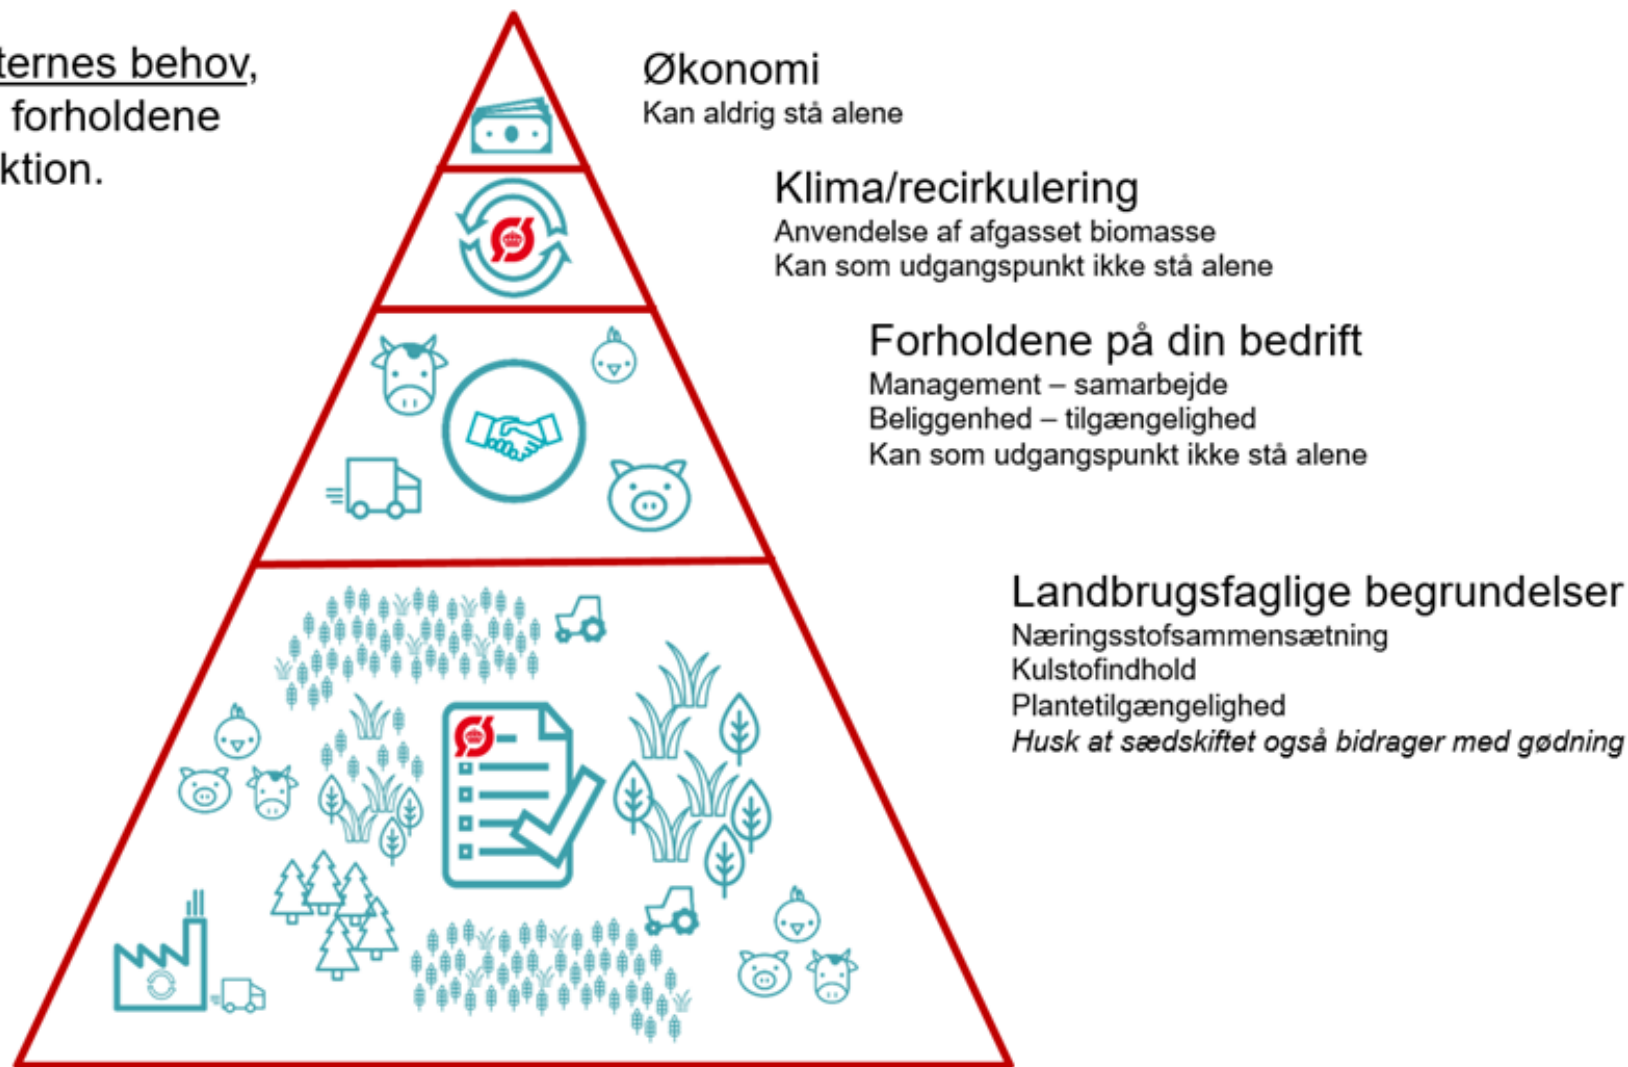 ternes behov,
forholdene
ktion.
Økonomi
Kan aldrig stå alene
Klima/recirkulering
Anvendelse af afgasset biomasse
Kan som udgangspunkt ikke stå alene
Forholdene på din bedrift
Management – samarbejde
Beliggenhed – tilgængelighed
Kan som udgangspunkt ikke stå alene
Landbrugsfaglige begrundelser
Næringsstofsammensætning
Kulstofindhold
Plantetilgængelighed
Husk at sædskiftet også bidrager med gødning